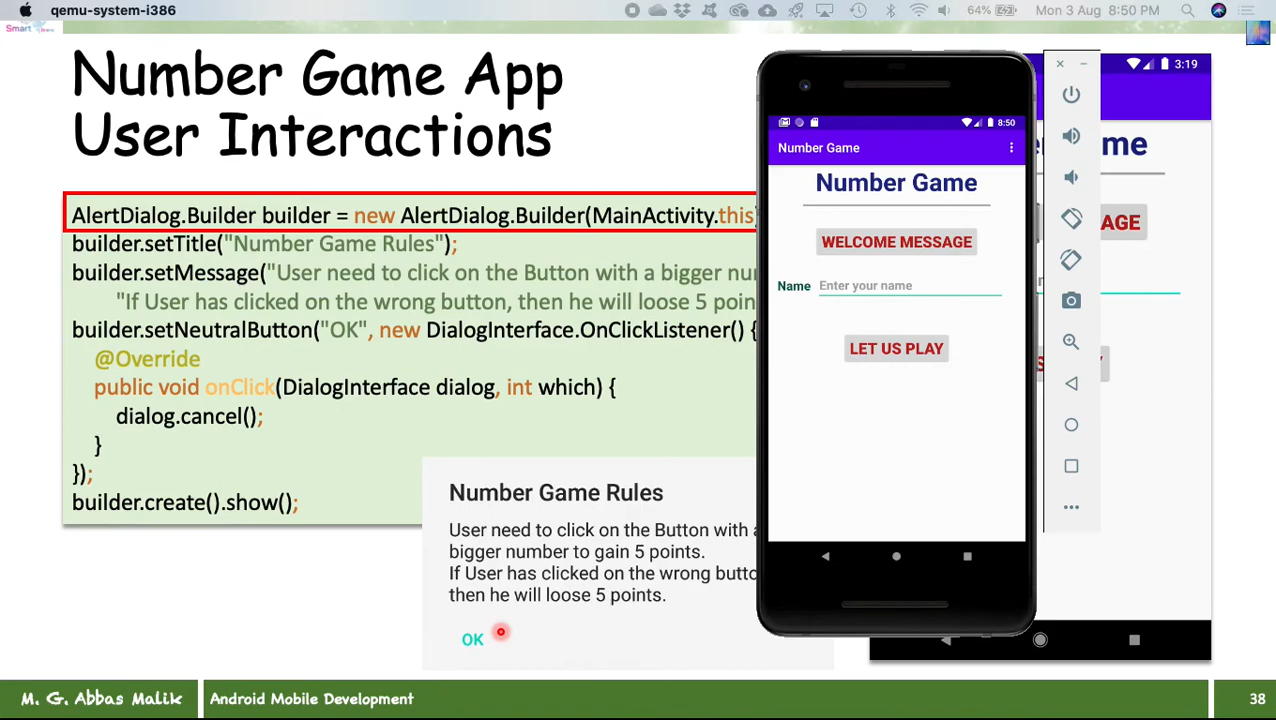 qemu-system-i386
64%
Mon 3 Aug 8:50 PM
Smart
Number Game App
User Interactions
AlertDialog.Builder builder = new AlertDialog.Builder(MainActivity.this
builder.setTitle("Number Game Rules");
builder.setMessage("User need to click on the Button with a bigger
"If User has clicked on the wrong button, then he will loose 5
builder.setNeutralButton("OK", new DialogInterface.OnClickListener() {
@Override
public void onClick(DialogInterface dialog, int which) {
dialog.cancel();
}
});
builder.create().show();
Number Game Rules
User need to click on the Button with
bigger number to gain 5 points.
If User has clicked on the wrong
then he will loose 5 points.
OK
8:50
Number Game
Number Game
WELCOME MESSAGE
Name Enter your name
LET US PLAY
3:19
M. G. Abbas Malik
Android Mobile Development
38